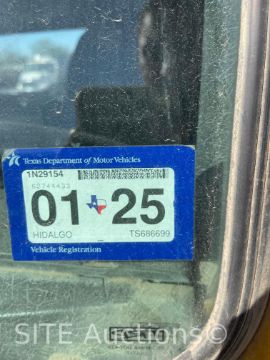 Texas Department of Motor Vehicles
1N29154
01 25
HIDALGO TS686699
Vehicle Registration
SITE Auctions